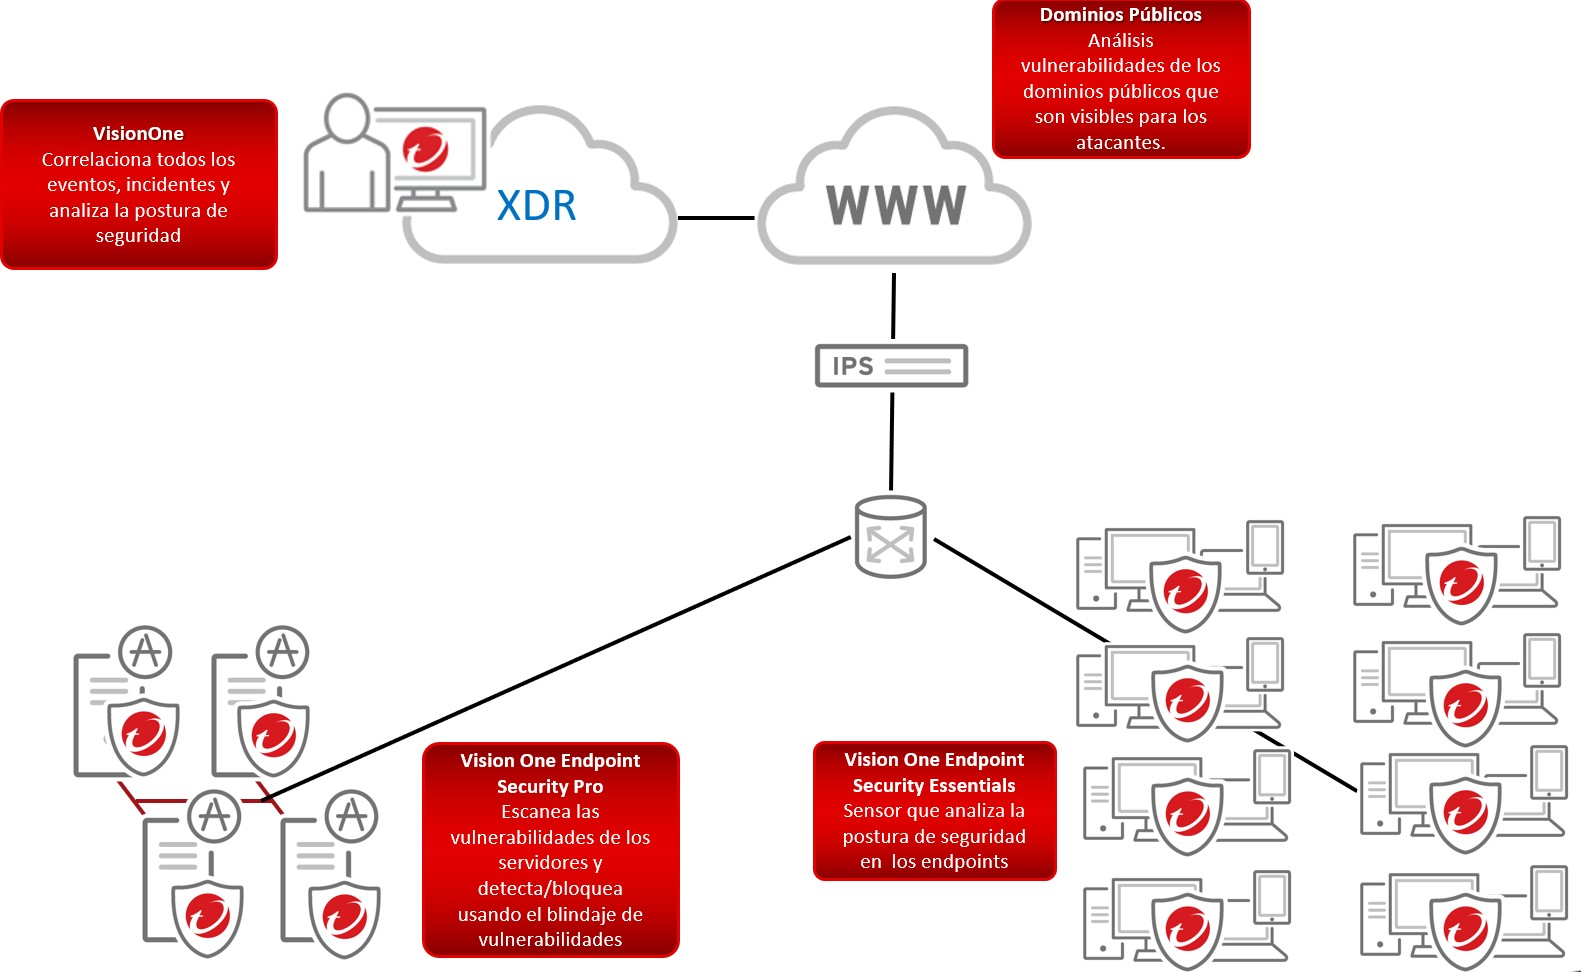 Dominios Públicos
Análisis
vulnerabilidades de los
dominios públicos que
son visibles para los
atacantes.
VisionOne
Correlaciona todos los
eventos, incidentes y
analiza la postura de
seguridad
XDR
WWW
IPS
Vision One Endpoint
Security Pro
Escanea las
vulnerabilidades de los
servidores y
detecta/bloquea
usando el blindaje de
vulnerabilidades
Vision One Endpoint
Security Essentials
Sensor que analiza la
postura de seguridad
en  los endpoints